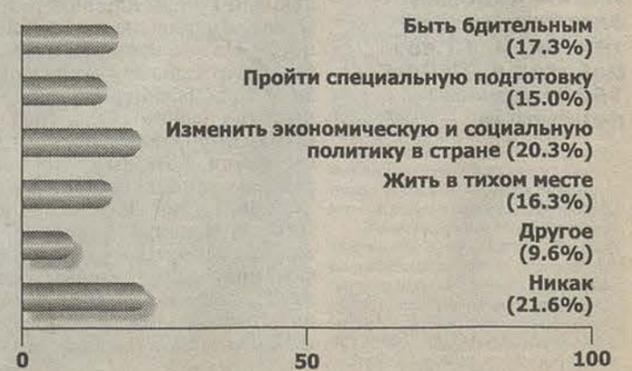 Быть бдительным
(17.3%)
Пройти специальную подготовку
(15.0%)
Изменить экономическую и социальную
политику в стране (20.3%)
Жить в тихом месте
(16.3%)
Другое
(9.6%)
Никак
(21.6%)
0 50 100